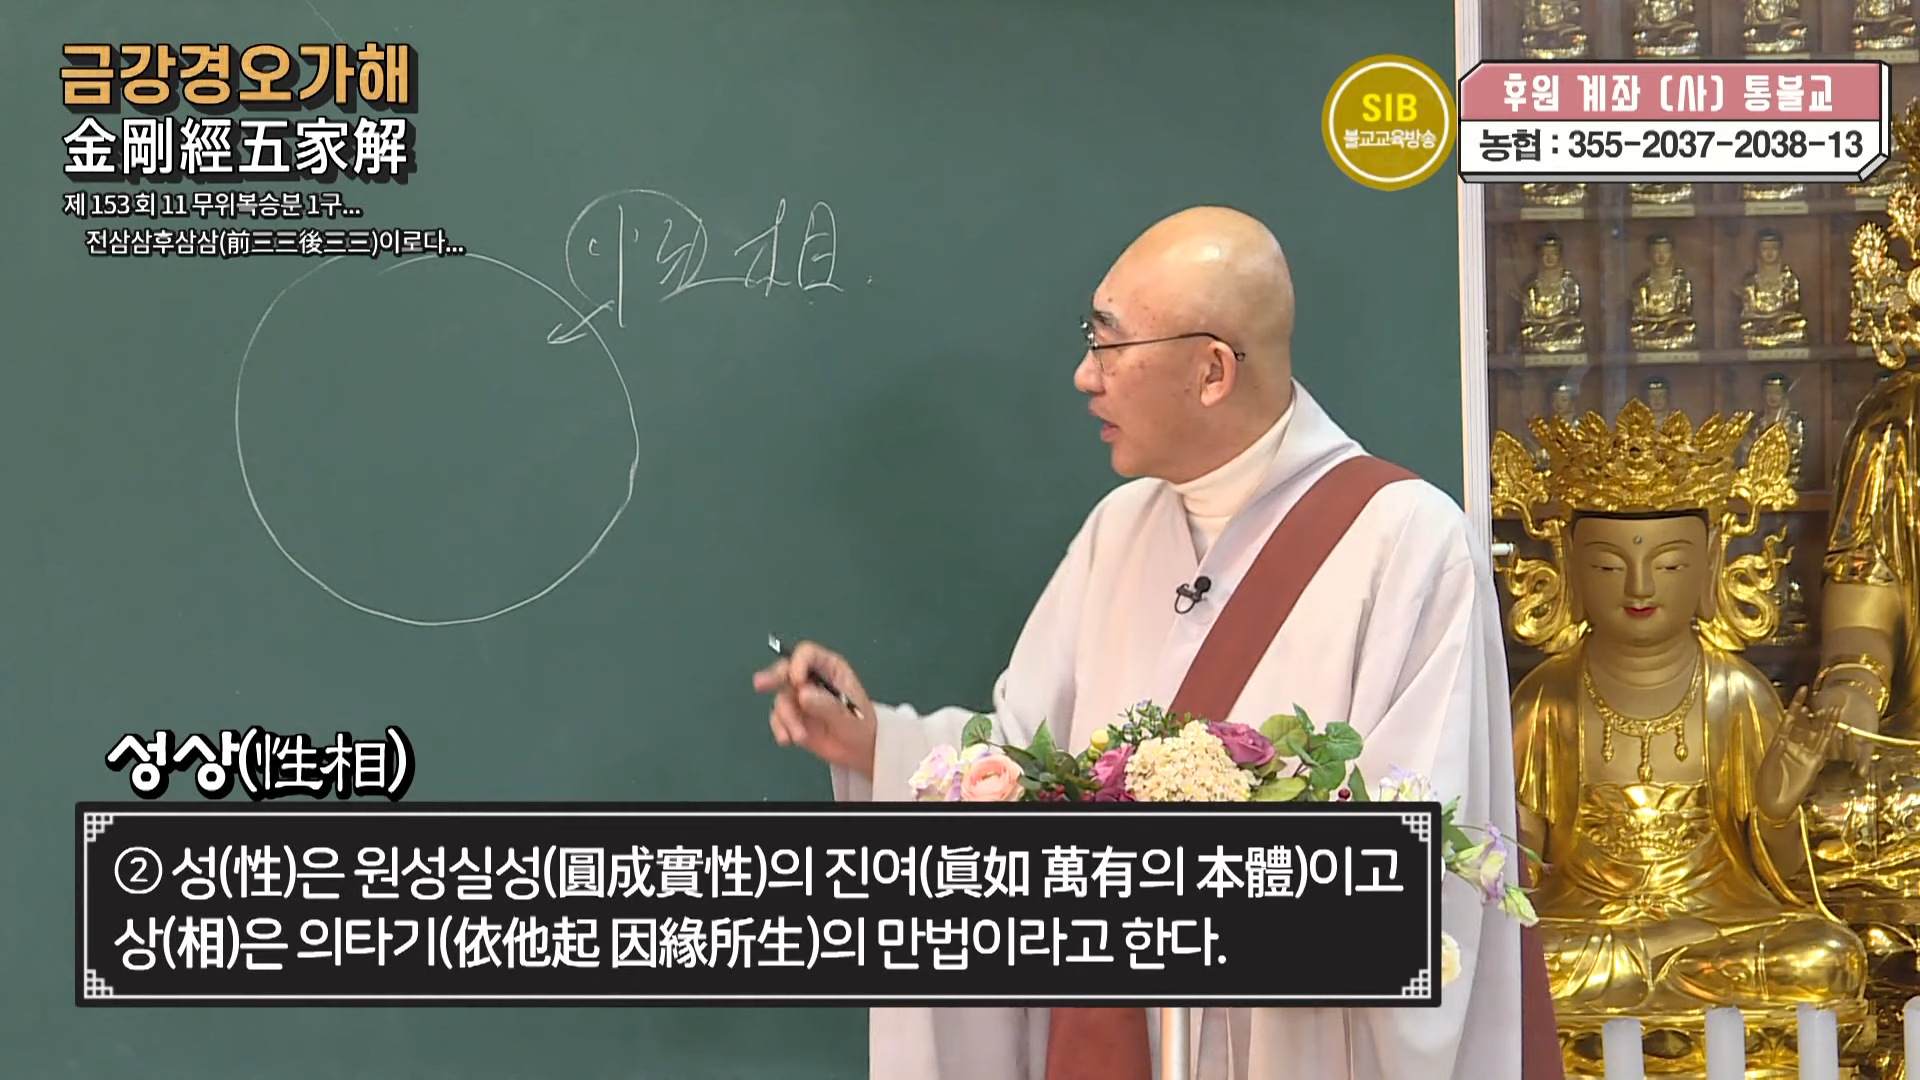 금강경오가해
金剛經五家解
제 153 회 11 무위복승분 1구...
전삼삼후삼삼(前三三後三三)이로다...
SIB
불교교육방송
후원 계좌 (사) 통불교
농협 : 355-2037-2038-13
性相
성상(性相)
② 성(性)은 원성실성(圓成實性)의 진여(眞如 萬有의 本體)이고
상(相)은 의타기(依他起 因緣所生)의 만법이라고 한다.